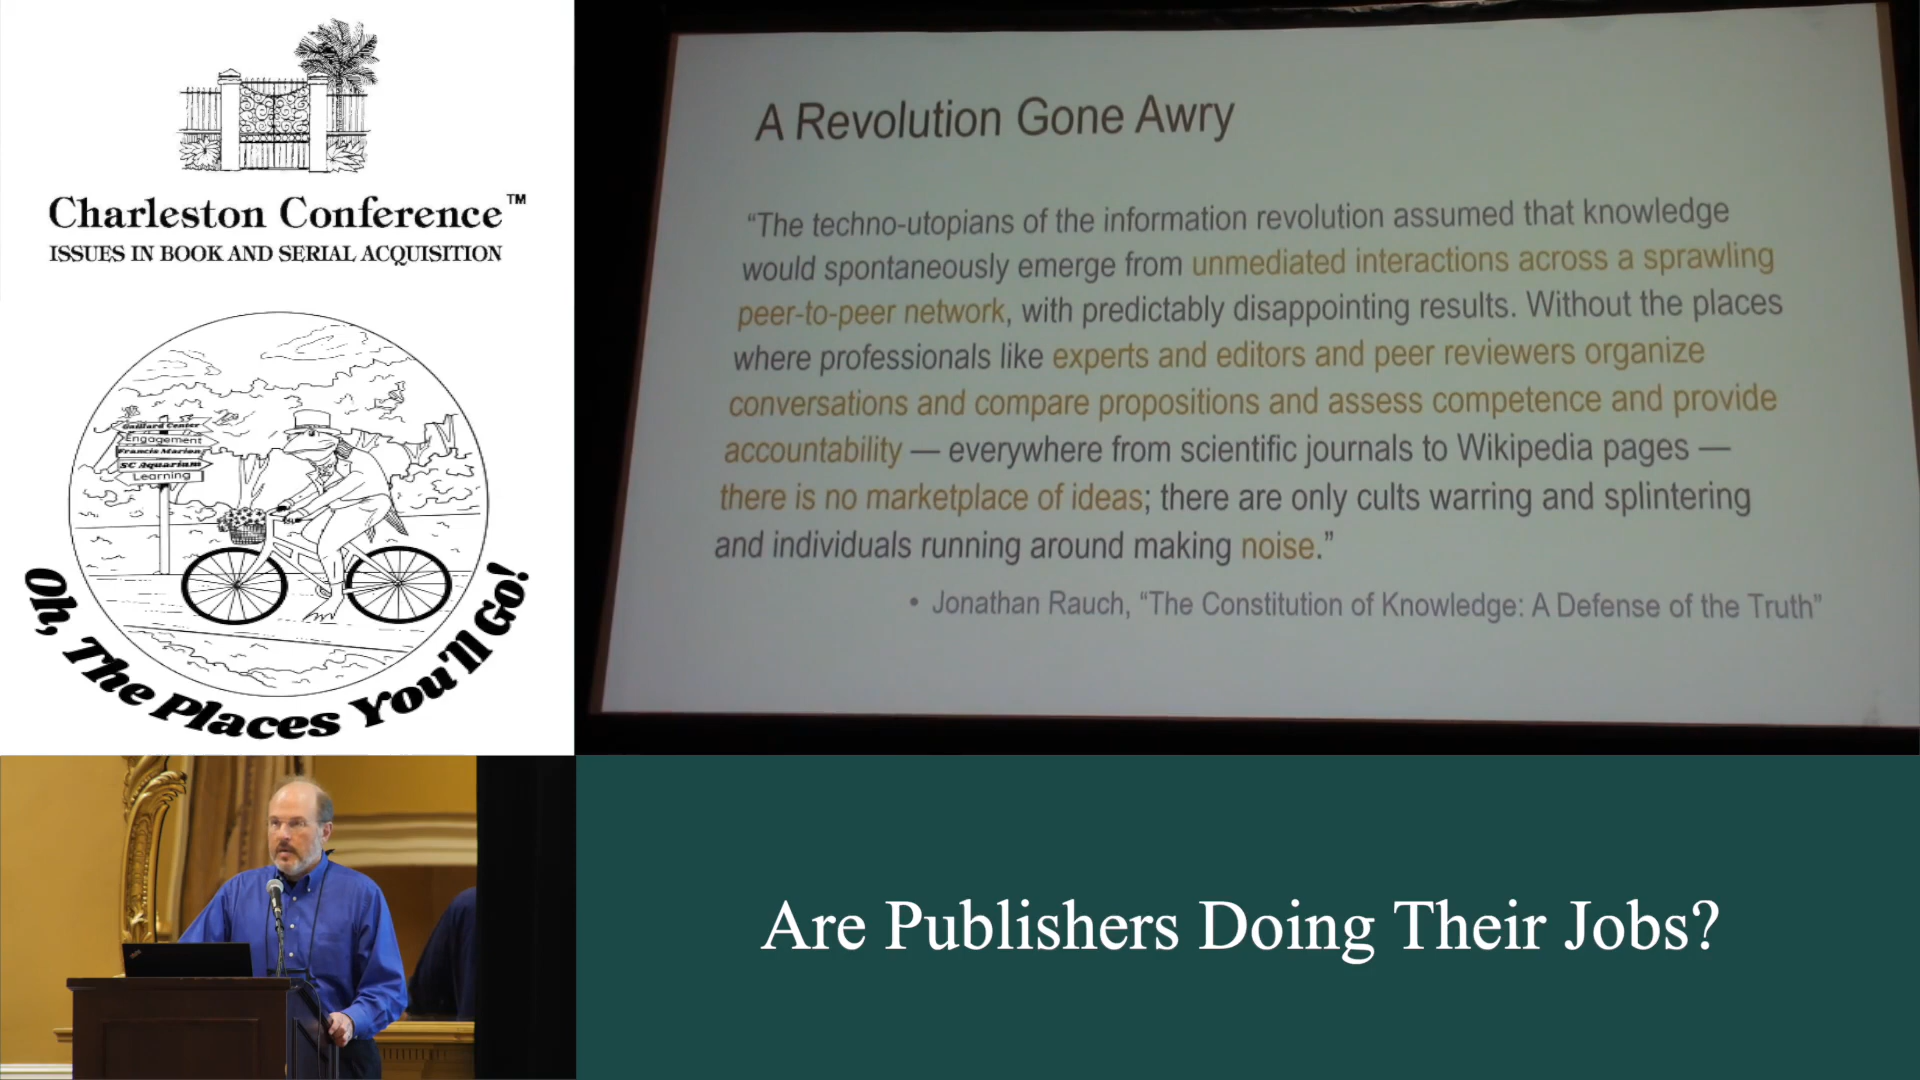 Charleston Conference™
ISSUES IN BOOK AND SERIAL ACQUISITION
Gaillard Center
Engagement
Francis Marion
SC Aquarium
Learning
Oh, The Places You'll Go!
A Revolution Gone Awry
“The techno-utopians of the information revolution assumed that knowledge
would spontaneously emerge from unmediated interactions across a sprawling
peer-to-peer network, with predictably disappointing results. Without the places
where professionals like experts and editors and peer reviewers organize
conversations and compare propositions and assess competence and provide
accountability — everywhere from scientific journals to Wikipedia pages —
there is no marketplace of ideas; there are only cults warring and splintering
and individuals running around making noise.”
• Jonathan Rauch, “The Constitution of Knowledge: A Defense of the Truth”
Are Publishers Doing Their Jobs?